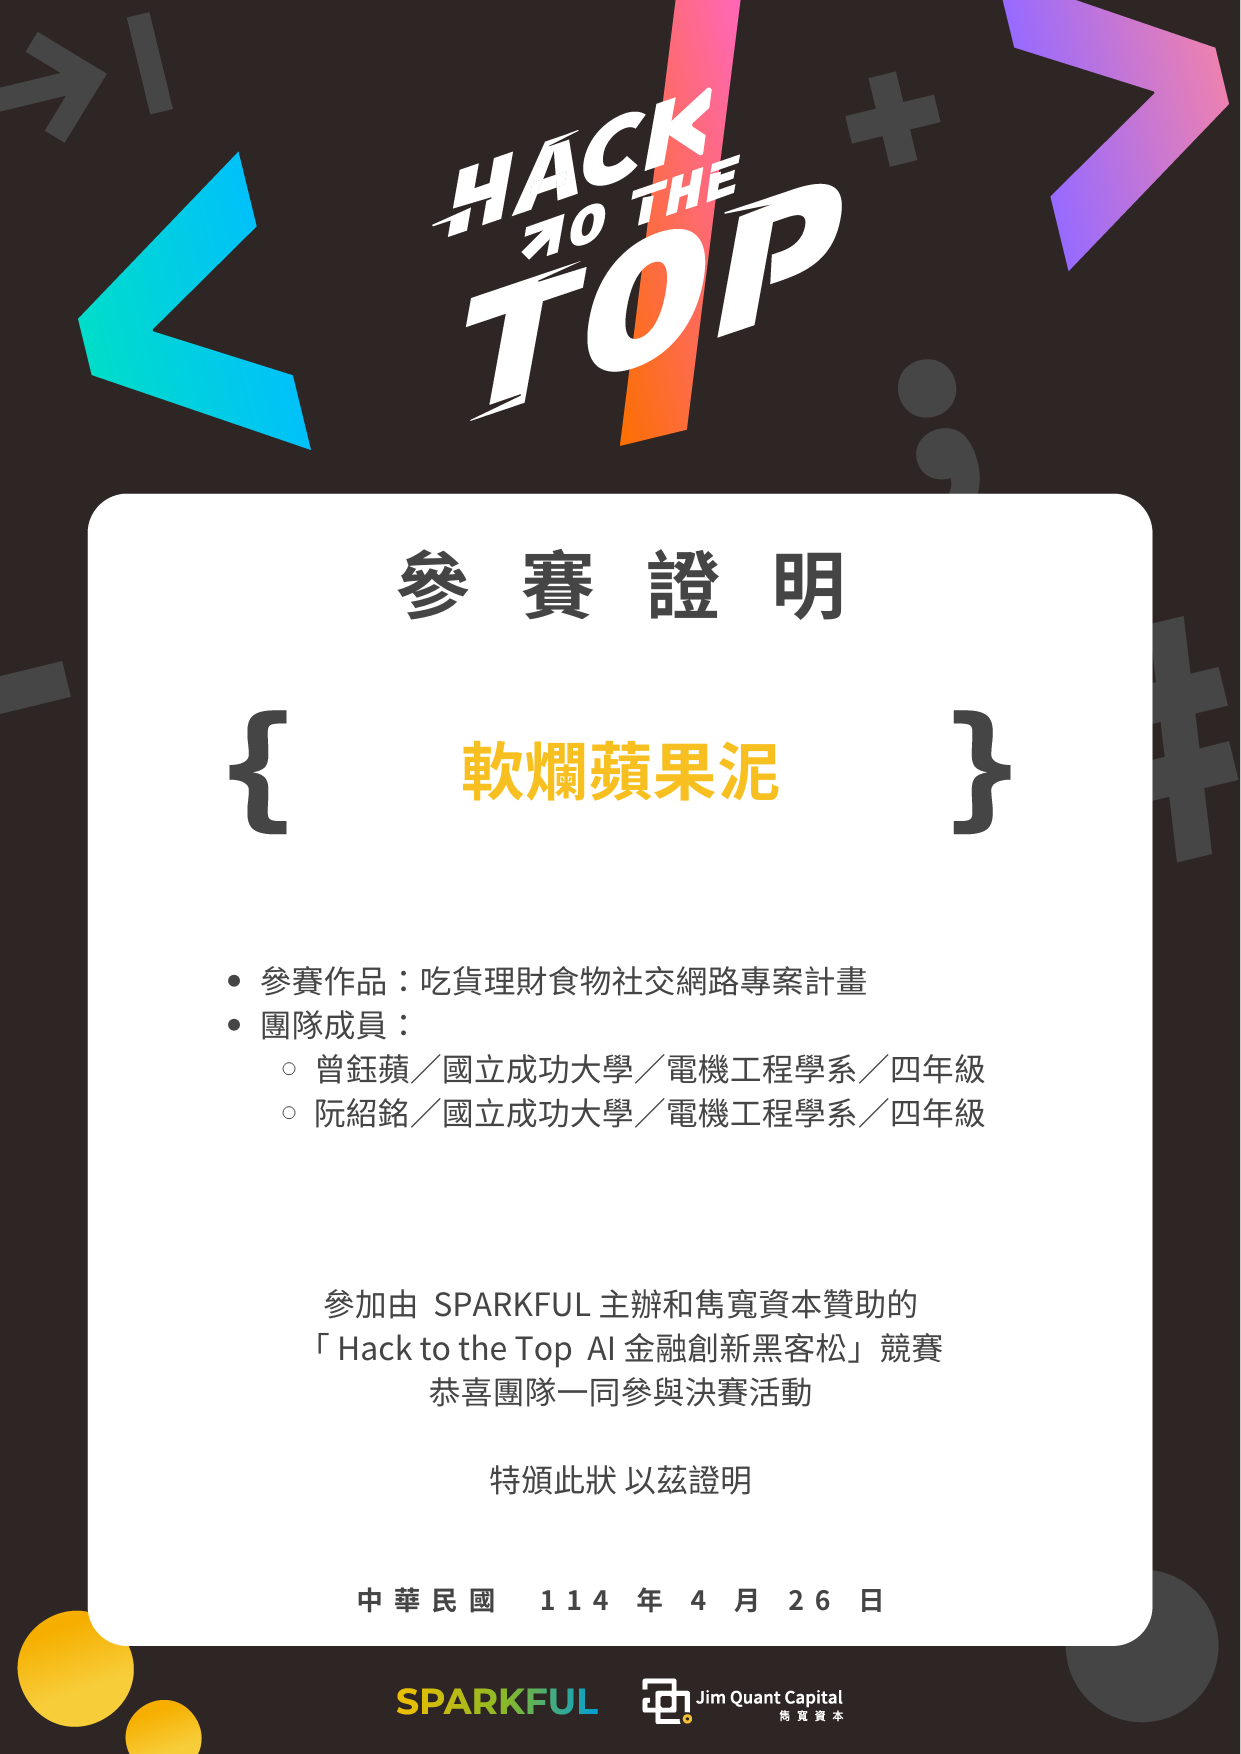 HACK
TO THE
TOP
參賽證明
{ 軟爛蘋果泥 }
• 參賽作品：吃貨理財食物社交網路專案計畫
• 團隊成員：
○ 曾鈺蘋／國立成功大學／電機工程學系／四年級
○ 阮紹銘／國立成功大學／電機工程學系／四年級
參加由 SPARKFUL 主辦和雋寬資本贊助的
「Hack to the Top AI 金融創新黑客松」競賽
恭喜團隊一同參與決賽活動
特頒此狀 以茲證明
中華民國 114 年 4 月 26 日
SPARKFUL
Jim Quant Capital
雋寬資本